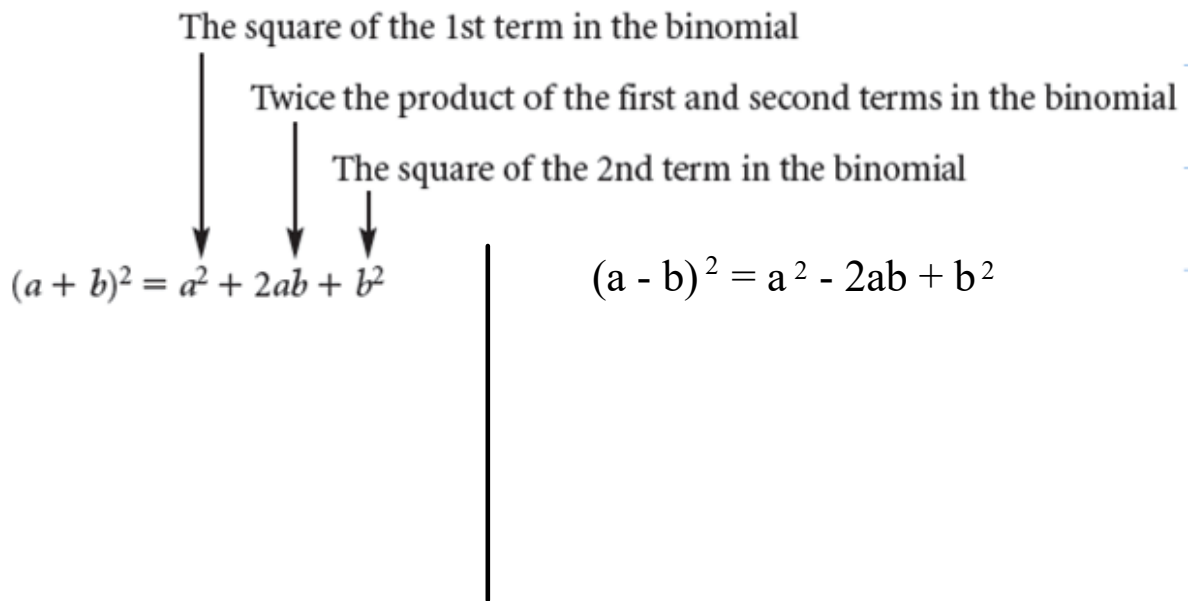 The square of the 1st term in the binomial
Twice the product of the first and second terms in the binomial
The square of the 2nd term in the binomial
(a + b)² = a² + 2ab + b²
(a - b)² = a² - 2ab + b²